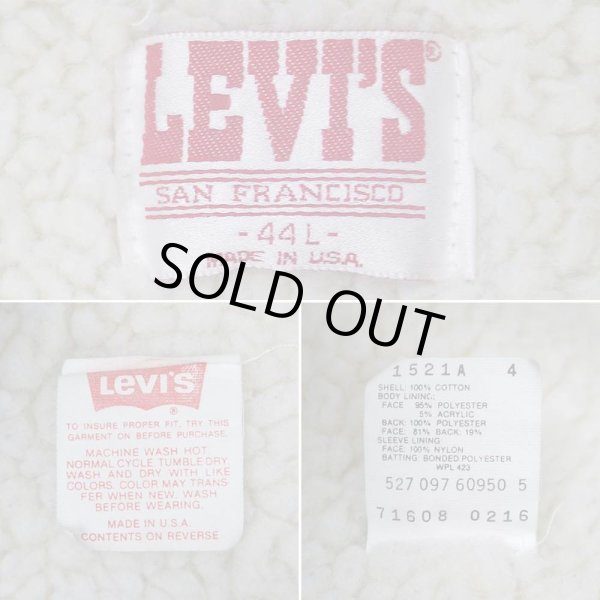 LEVI'S®
SAN FRANCISCO
-44L-
MADE IN U.S.A.
SOLD OUT
Levi's
®
TO INSURE PROPER FIT, TRY THIS
GARMENT ON BEFORE PURCHASE.
MACHINE WASH HOT
NORMAL CYCLE, TUMBLE DRY
WASH AND DRY WITH LIKE
COLORS. COLOR MAY TRANS
FER WHEN NEW. WASH
BEFORE WEARING.
MADE IN U.S.A.
CONTENTS ON REVERSE
1521A 4
SHELL: 100% COTTON
BODY LINING:
FACE 95% POLYESTER
5% ACRYLIC
BACK: 100% POLYESTER
FACE: 81% BACK: 19%
SLEEVE LINING:
FACE: 100% NYLON
BATTING: BONDED POLYESTER
WPL 423
527 097 60950 5
71608 0216